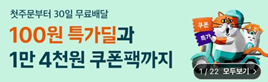 첫주문부터 30일 무료배달
100원 특가딜과
1만 4천원 쿠폰팩까지
쿠폰
특가
1 / 22 모두보기